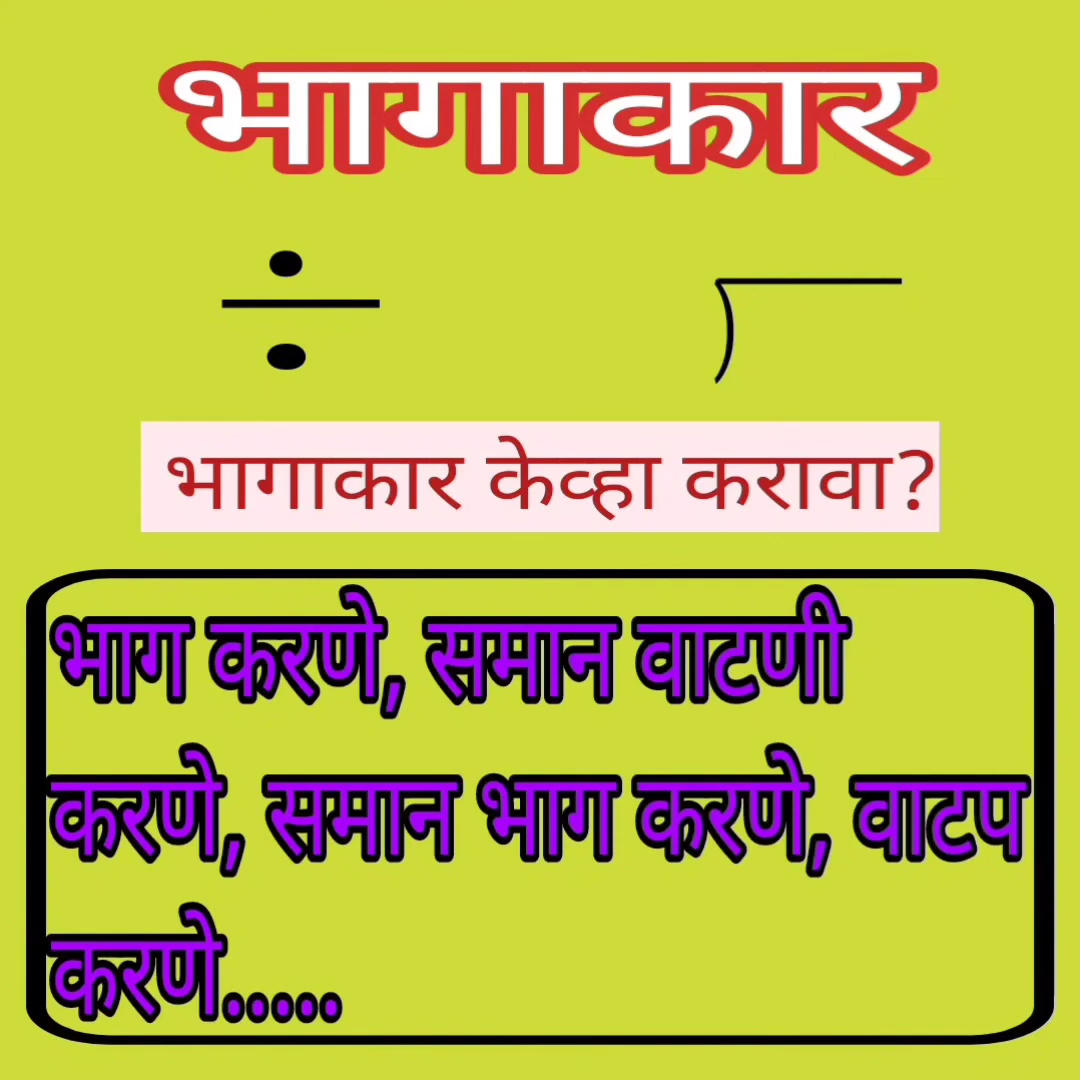 भागाकार
÷
भागाकार केव्हा करावा?
भाग करणे, समान वाटणी
करणे, समान भाग करणे, वाटप
करणे.....